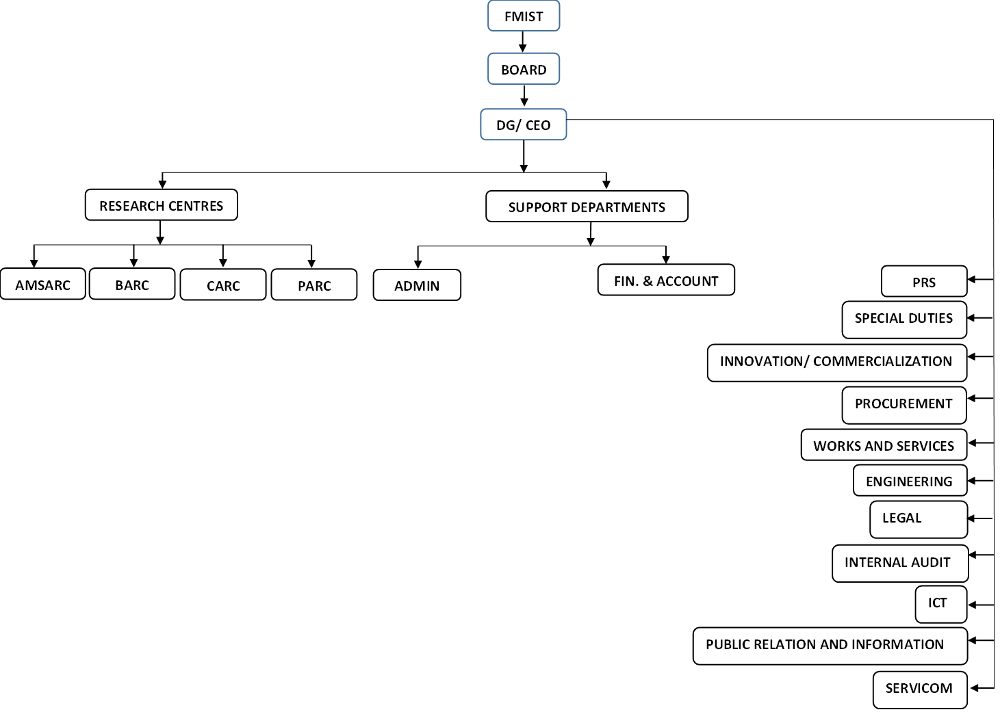 FMIST
BOARD
DG/ CEO
RESEARCH CENTRES
SUPPORT DEPARTMENTS
AMSARC
BARC
CARC
PARC
ADMIN
FIN. & ACCOUNT
PRS
SPECIAL DUTIES
INNOVATION/ COMMERCIALIZATION
PROCUREMENT
WORKS AND SERVICES
ENGINEERING
LEGAL
INTERNAL AUDIT
ICT
PUBLIC RELATION AND INFORMATION
SERVICOM